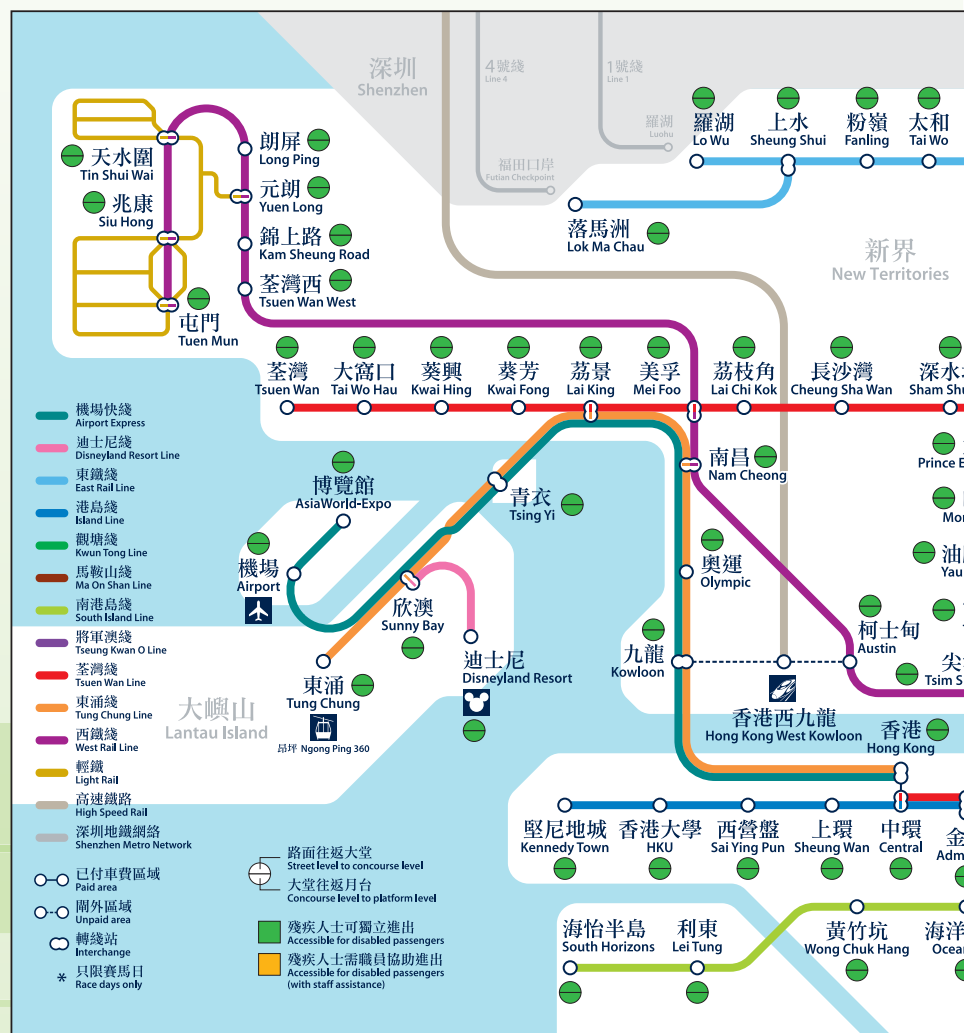 深圳
Shenzhen
4號綫
Line 4
1號綫
Line 1
羅湖
Luohu
福田口岸
Futian Checkpoint
羅湖
Lo Wu
上水
Sheung Shui
粉嶺
Fanling
太和
Tai Wo
落馬洲
Lok Ma Chau
新界
New Territories
天水圍
Tin Shui Wai
朗屏
Long Ping
兆康
Siu Hong
元朗
Yuen Long
錦上路
Kam Sheung Road
荃灣西
Tsuen Wan West
屯門
Tuen Mun
荃灣
Tsuen Wan
大窩口
Tai Wo Hau
葵興
Kwai Hing
葵芳
Kwai Fong
荔景
Lai King
美孚
Mei Foo
荔枝角
Lai Chi Kok
長沙灣
Cheung Sha Wan
深水
Sham Shu
南昌
Nam Cheong
Prince E
Mon
油
Yau
奧運
Olympic
柯士甸
Austin
尖
Tsim S
九龍
Kowloon
香港西九龍
Hong Kong West Kowloon
香港
Hong Kong
博覽館
AsiaWorld-Expo
青衣
Tsing Yi
機場
Airport
欣澳
Sunny Bay
迪士尼
Disneyland Resort
東涌
Tung Chung
昂坪 Ngong Ping 360
大嶼山
Lantau Island
堅尼地城
Kennedy Town
香港大學
HKU
西營盤
Sai Ying Pun
上環
Sheung Wan
中環
Central
金
Adm
海怡半島
South Horizons
利東
Lei Tung
黃竹坑
Wong Chuk Hang
海洋
Ocea
機場快綫
Airport Express
迪士尼綫
Disneyland Resort Line
東鐵綫
East Rail Line
港島綫
Island Line
觀塘綫
Kwun Tong Line
馬鞍山綫
Ma On Shan Line
南港島綫
South Island Line
將軍澳綫
Tseung Kwan O Line
荃灣綫
Tsuen Wan Line
東涌綫
Tung Chung Line
西鐵綫
West Rail Line
輕鐵
Light Rail
高速鐵路
High Speed Rail
深圳地鐵網絡
Shenzhen Metro Network
已付車費區域
Paid area
閘外區域
Unpaid area
轉綫站
Interchange
* 只限賽馬日
Race days only
路面往返大堂
Street level to concourse level
大堂往返月台
Concourse level to platform level
殘疾人士可獨立進出
Accessible for disabled passengers
殘疾人士需職員協助進出
Accessible for disabled passengers
(with staff assistance)